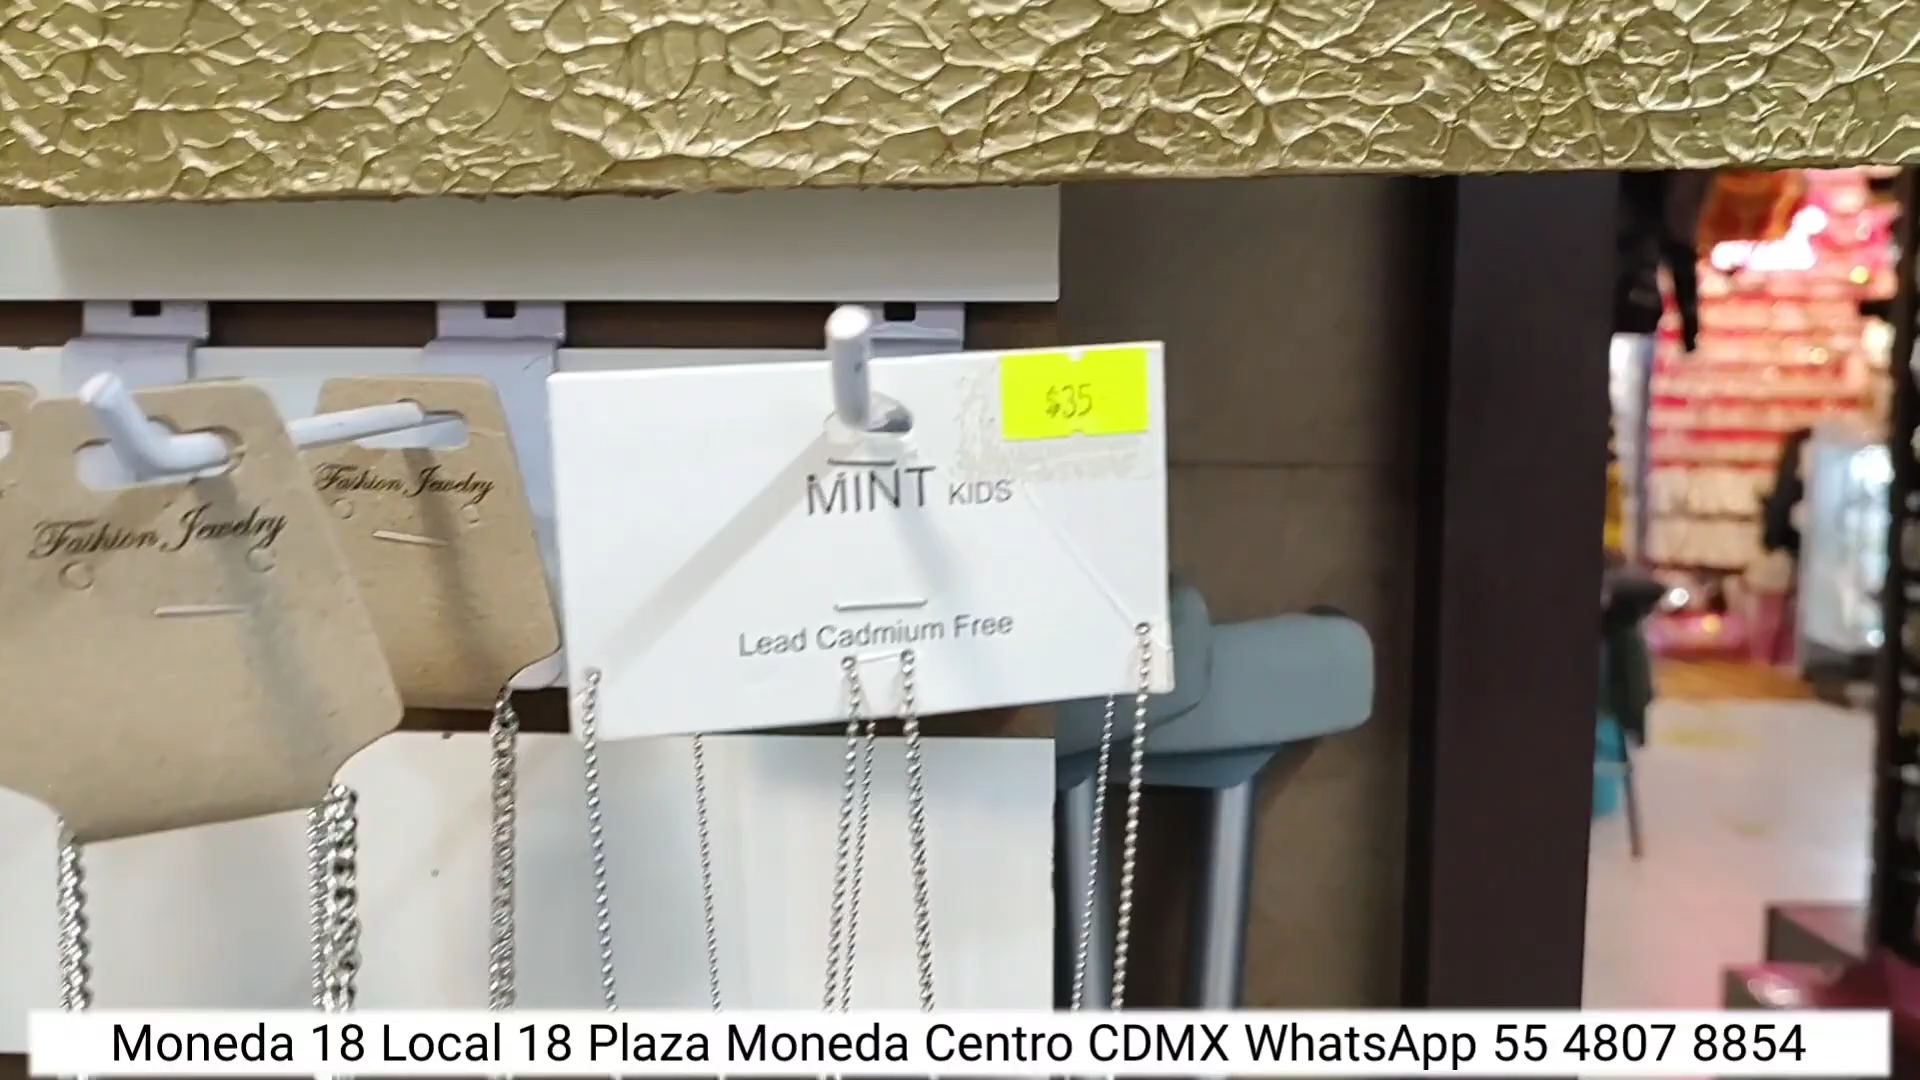 $35
MINT KIDS
Fashion Jewelry
Fashion Jewelry
Lead Cadmium Free
Moneda 18 Local 18 Plaza Moneda Centro CDMX WhatsApp 55 4807 8854